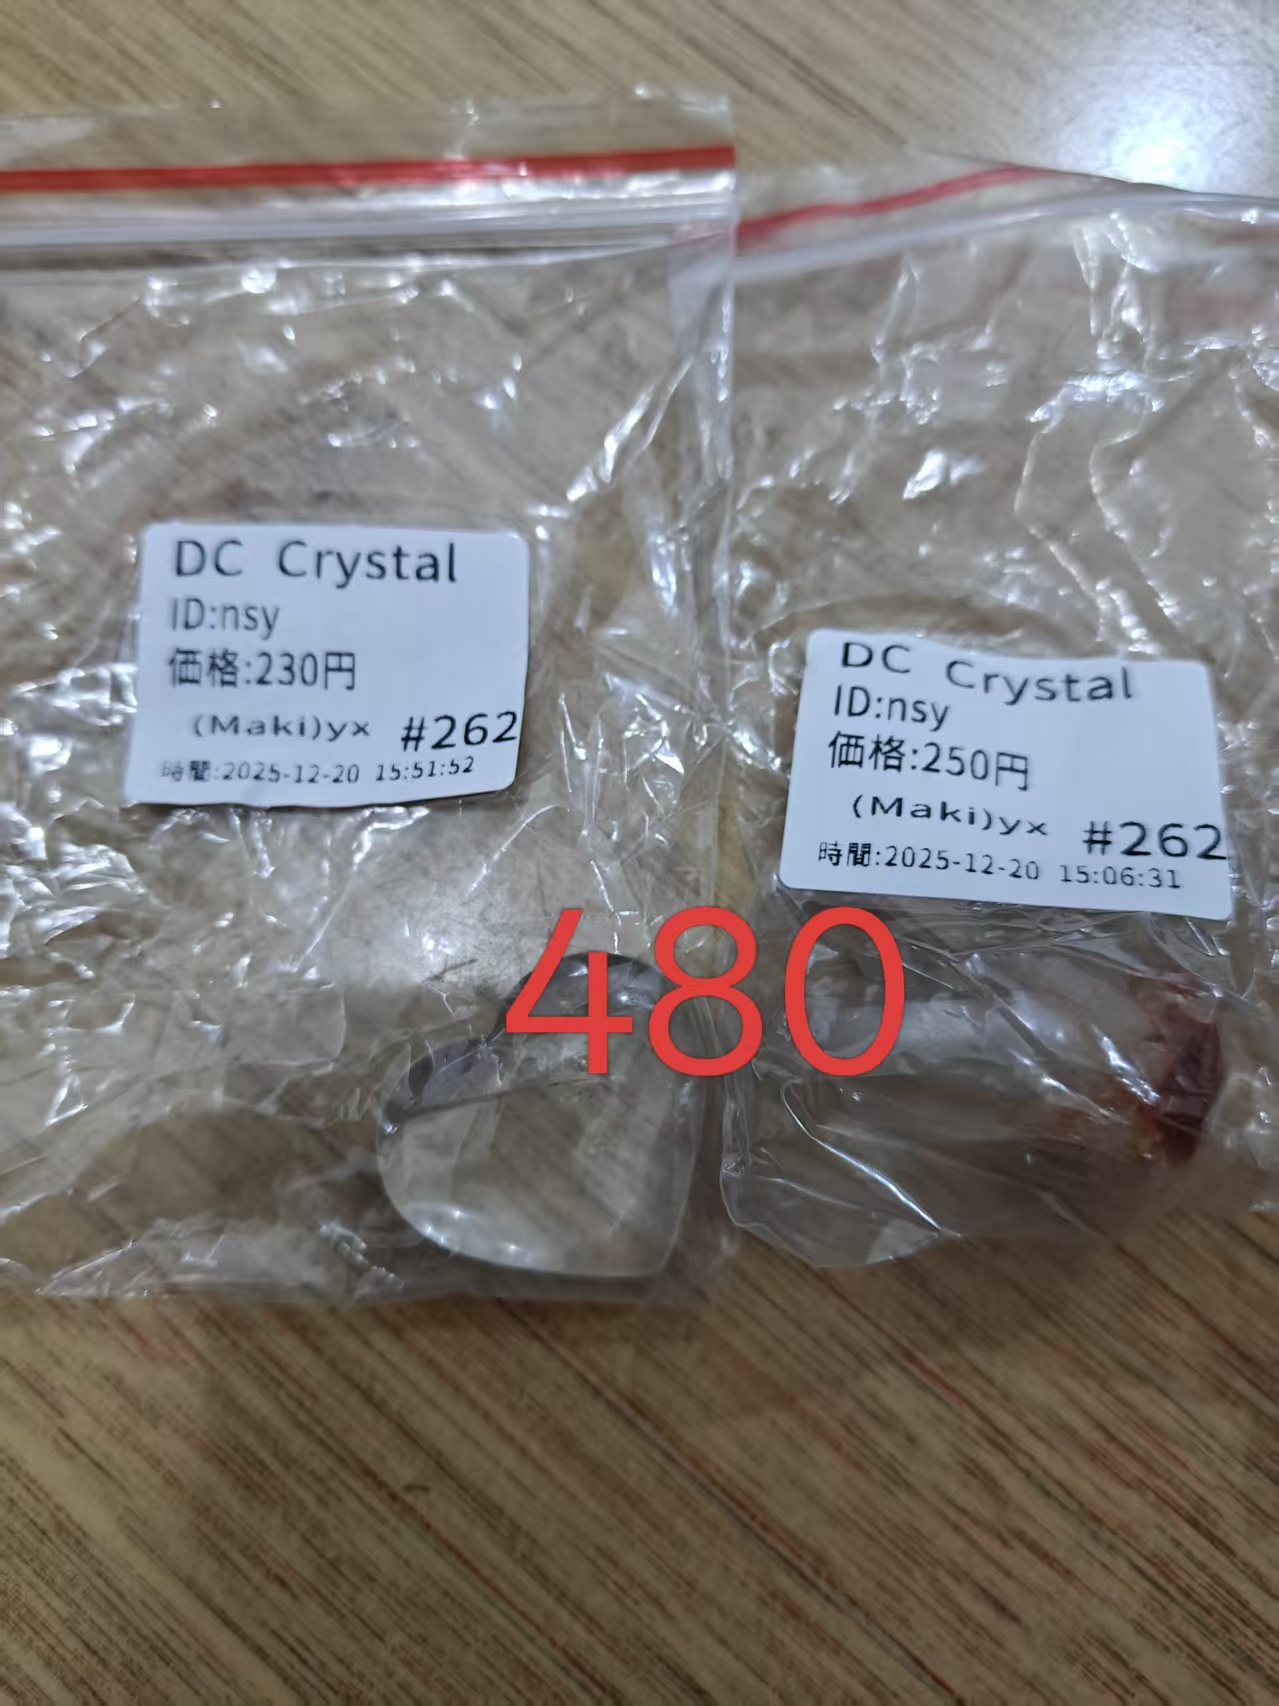 DC Crystal
ID:nsy
価格:230円
(Maki)yx #262
時間:2025-12-20 15:51:52
DC Crystal
ID:nsy
価格:250円
(Maki)yx #262
時間:2025-12-20 15:06:31
480